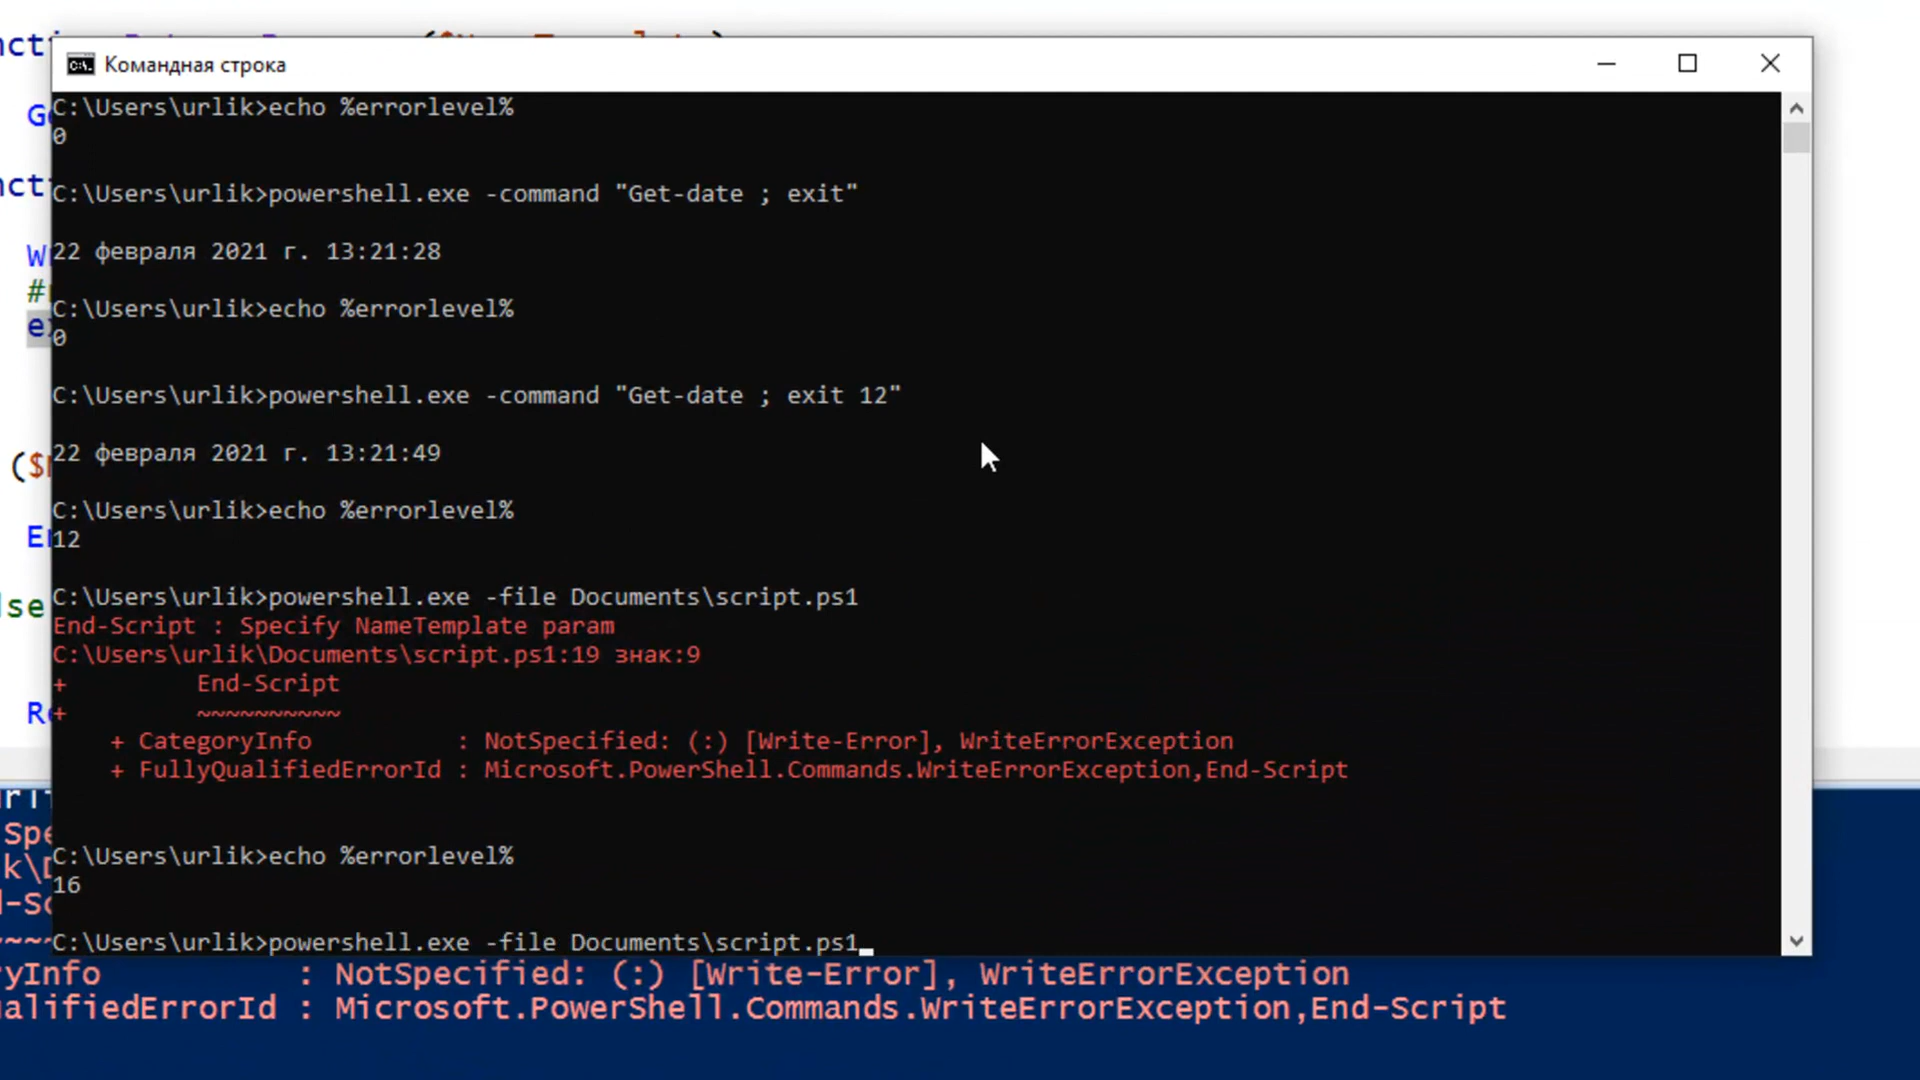 Командная строка
C:\Users\urlik>echo %errorlevel%
0
C:\Users\urlik>powershell.exe -command "Get-date ; exit"
22 февраля 2021 г. 13:21:28
C:\Users\urlik>echo %errorlevel%
0
C:\Users\urlik>powershell.exe -command "Get-date ; exit 12"
22 февраля 2021 г. 13:21:49
C:\Users\urlik>echo %errorlevel%
12
C:\Users\urlik>powershell.exe -file Documents\script.ps1
End-Script : Specify NameTemplate param
C:\Users\urlik\Documents\script.ps1:19 знак:9
+         End-Script
+         ~~~~~~~~~~
    + CategoryInfo          : NotSpecified: (:) [Write-Error], WriteErrorException
    + FullyQualifiedErrorId : Microsoft.PowerShell.Commands.WriteErrorException,End-Script
C:\Users\urlik>echo %errorlevel%
16
C:\Users\urlik>powershell.exe -file Documents\script.ps1
yInfo          : NotSpecified: (:) [Write-Error], WriteErrorException
alifiedErrorId : Microsoft.PowerShell.Commands.WriteErrorException,End-Script